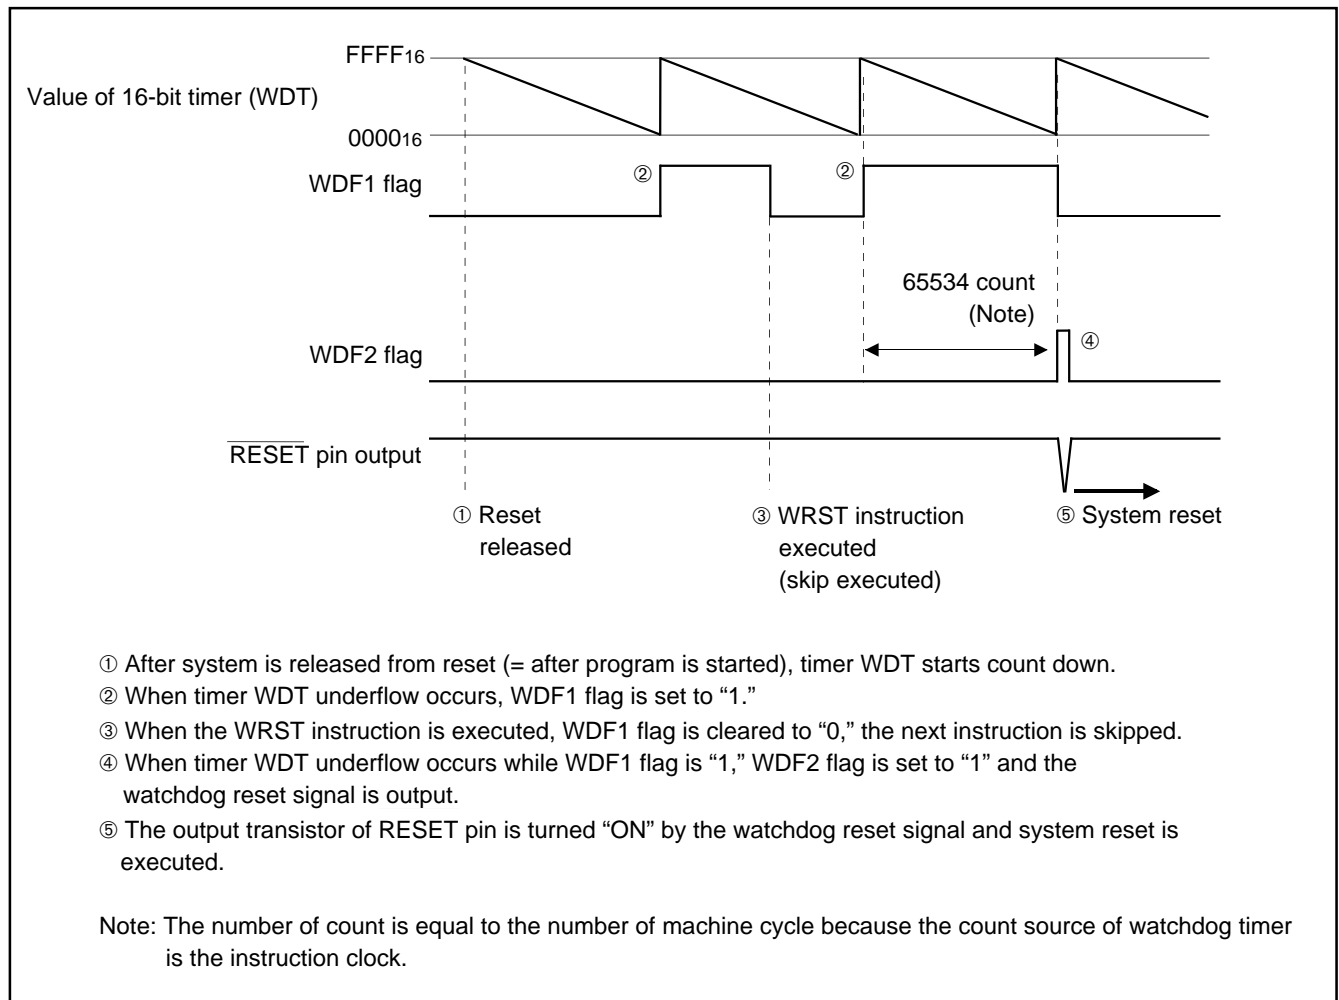 FFFF16
Value of 16-bit timer (WDT)
000016
WDF1 flag
②
②
65534 count
(Note)
WDF2 flag
④
RESET pin output
① Reset
released
③ WRST instruction
executed
(skip executed)
⑤ System reset
① After system is released from reset (= after program is started), timer WDT starts count down.
② When timer WDT underflow occurs, WDF1 flag is set to “1.”
③ When the WRST instruction is executed, WDF1 flag is cleared to “0,” the next instruction is skipped.
④ When timer WDT underflow occurs while WDF1 flag is “1,” WDF2 flag is set to “1” and the
watchdog reset signal is output.
⑤ The output transistor of RESET pin is turned “ON” by the watchdog reset signal and system reset is
executed.
Note: The number of count is equal to the number of machine cycle because the count source of watchdog timer
is the instruction clock.